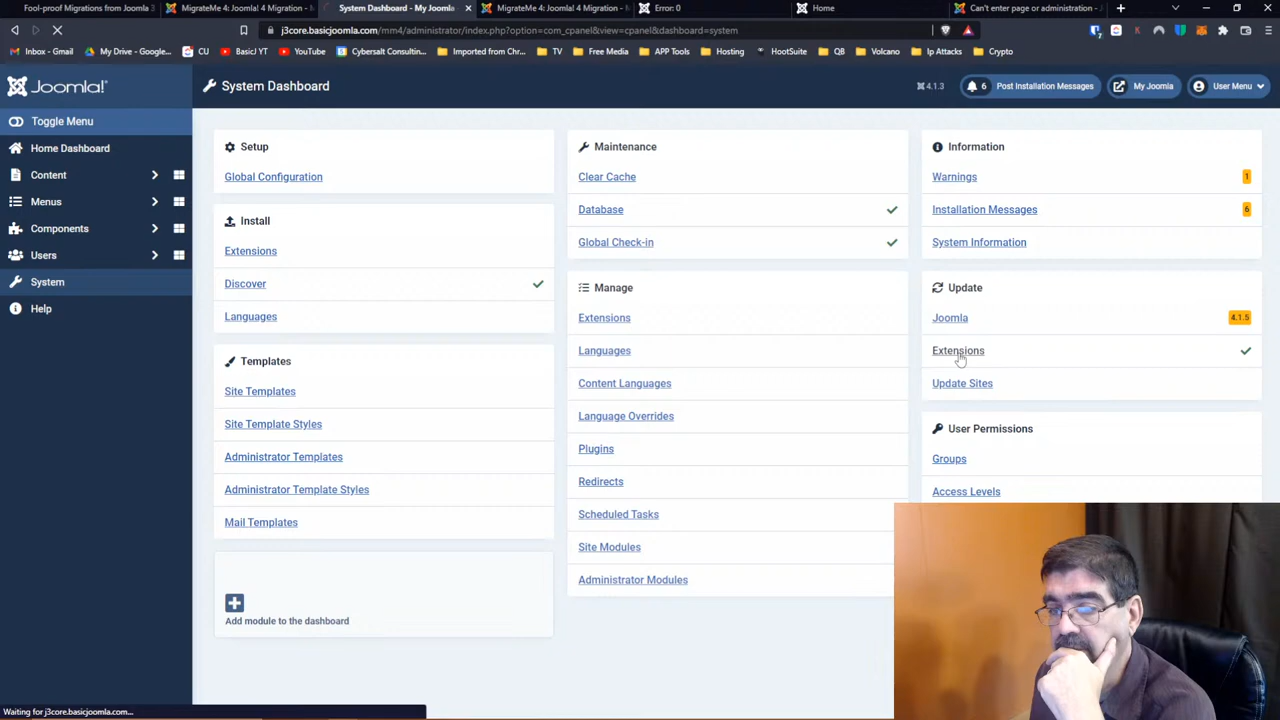 Fool-proof Migrations from Joomla 3
MigrateMe 4: Joomla! 4 Migration -
System Dashboard - My Joomla
MigrateMe 4: Joomla! 4 Migration -
Error: 0
Home
Can't enter page or administration -
j3core.basicjoomla.com/mm4/administrator/index.php?option=com_cpanel&view=cpanel&dashboard=system
Inbox - Gmail
My Drive - Google...
CU
BasicJ YT
YouTube
Cybersalt Consulting...
Imported from Chr...
TV
Free Media
APP Tools
Hosting
HootSuite
QB
Volcano
Ip Attacks
Crypto
Joomla!
System Dashboard
4.1.3
6 Post Installation Messages
My Joomla
User Menu
Toggle Menu
Home Dashboard
Content
Menus
Components
Users
System
Help
Setup
Global Configuration
Install
Extensions
Discover
Languages
Templates
Site Templates
Site Template Styles
Administrator Templates
Administrator Template Styles
Mail Templates
Add module to the dashboard
Maintenance
Clear Cache
Database
Global Check-in
Manage
Extensions
Languages
Content Languages
Language Overrides
Plugins
Redirects
Scheduled Tasks
Site Modules
Administrator Modules
Information
Warnings 1
Installation Messages 6
System Information
Update
Joomla 4.1.5
Extensions
Update Sites
User Permissions
Groups
Access Levels
Waiting for j3core.basicjoomla.com...